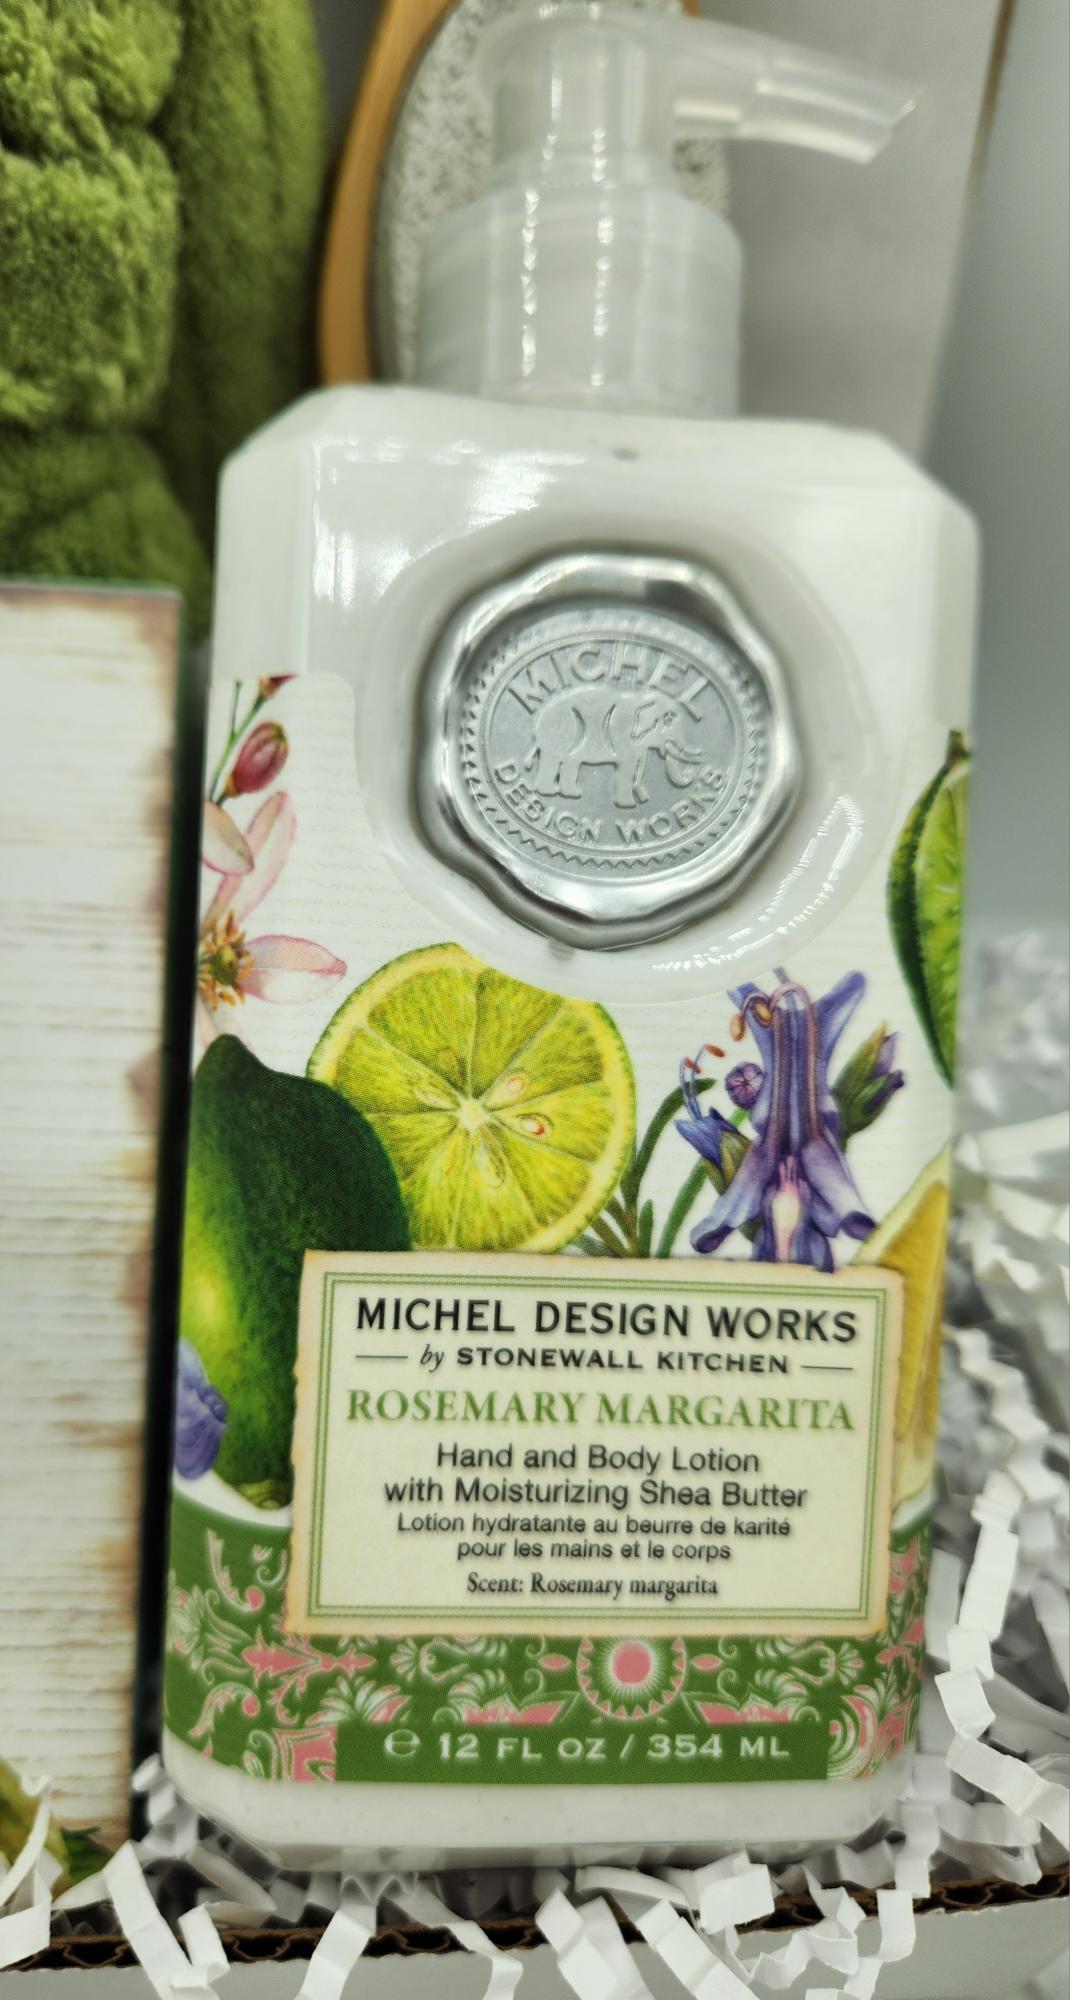 MICHEL
DESIGN WORKS
MICHEL DESIGN WORKS
by STONEWALL KITCHEN
ROSEMARY MARGARITA
Hand and Body Lotion
with Moisturizing Shea Butter
Lotion hydratante au beurre de karité
pour les mains et le corps
Scent: Rosemary margarita
℮ 12 FL OZ / 354 ML